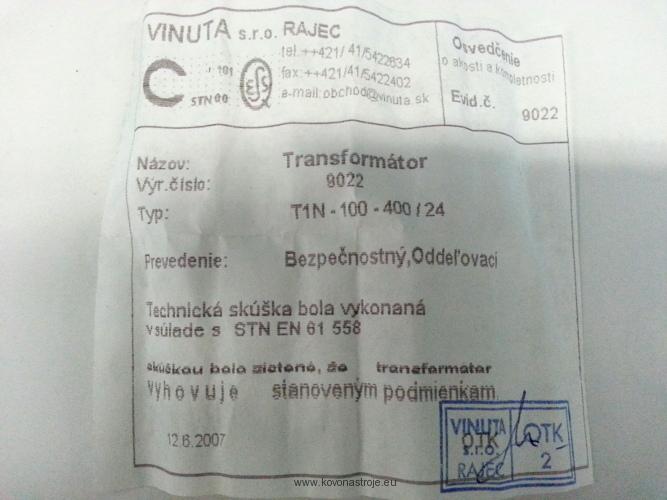 VINUTA s.r.o. RAJEC
tel.++421/ 41/5422634
fax:++421/41/5422402
e-mail:obchod@vinuta.sk
C 101
STN 00
Osvedčenie
o akosti a kompletnosti
Evid.č. 9022
Názov: Transformátor
Výr.číslo: 9022
Typ: T1N - 100 - 400 / 24
Prevedenie: Bezpečnostný,Oddeľovací
Technická skúška bola vykonaná
v súlade s STN EN 61 558
skúškou bolo zistené, že transformátor
vyhovuje stanoveným podmienkam.
12.6.2007
VINUTA
OTK
s.r.o.
RAJEC
OTK
2
www.kovonastroje.eu